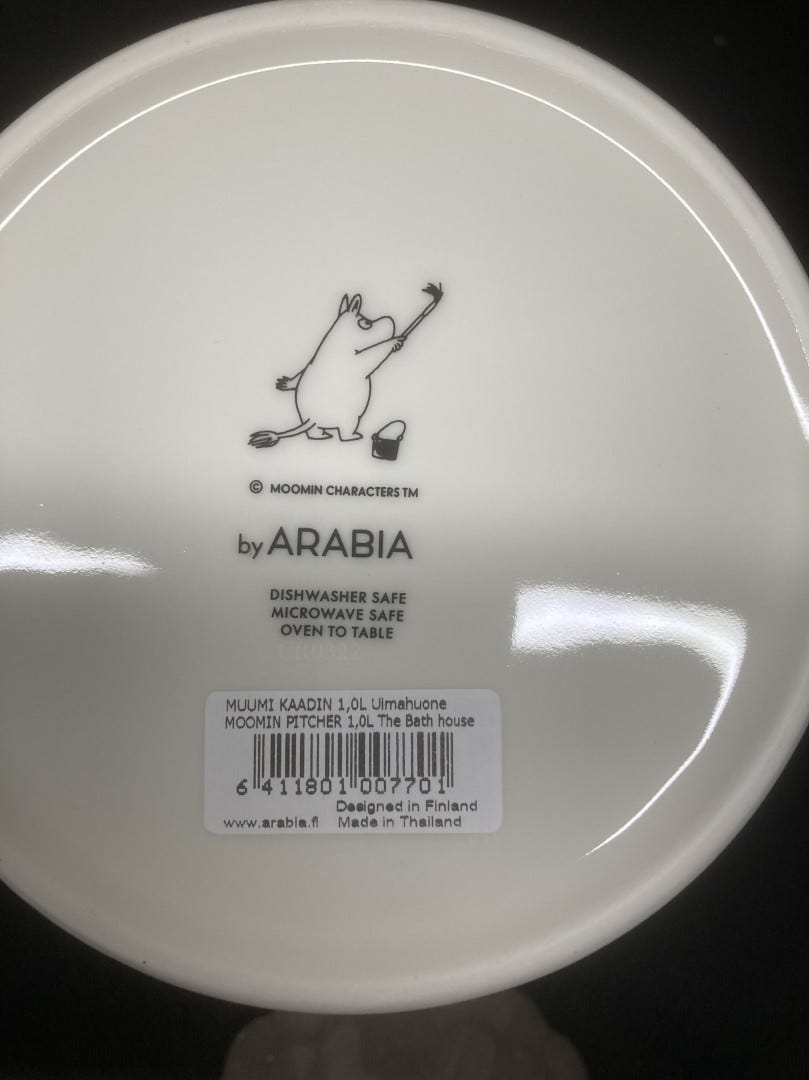 © MOOMIN CHARACTERS TM
by ARABIA
DISHWASHER SAFE
MICROWAVE SAFE
OVEN TO TABLE
MUUMI KAADIN 1,0L Uimahuone
MOOMIN PITCHER 1,0L The Bath house
6 411801 007701
Designed in Finland
www.arabia.fi Made in Thailand